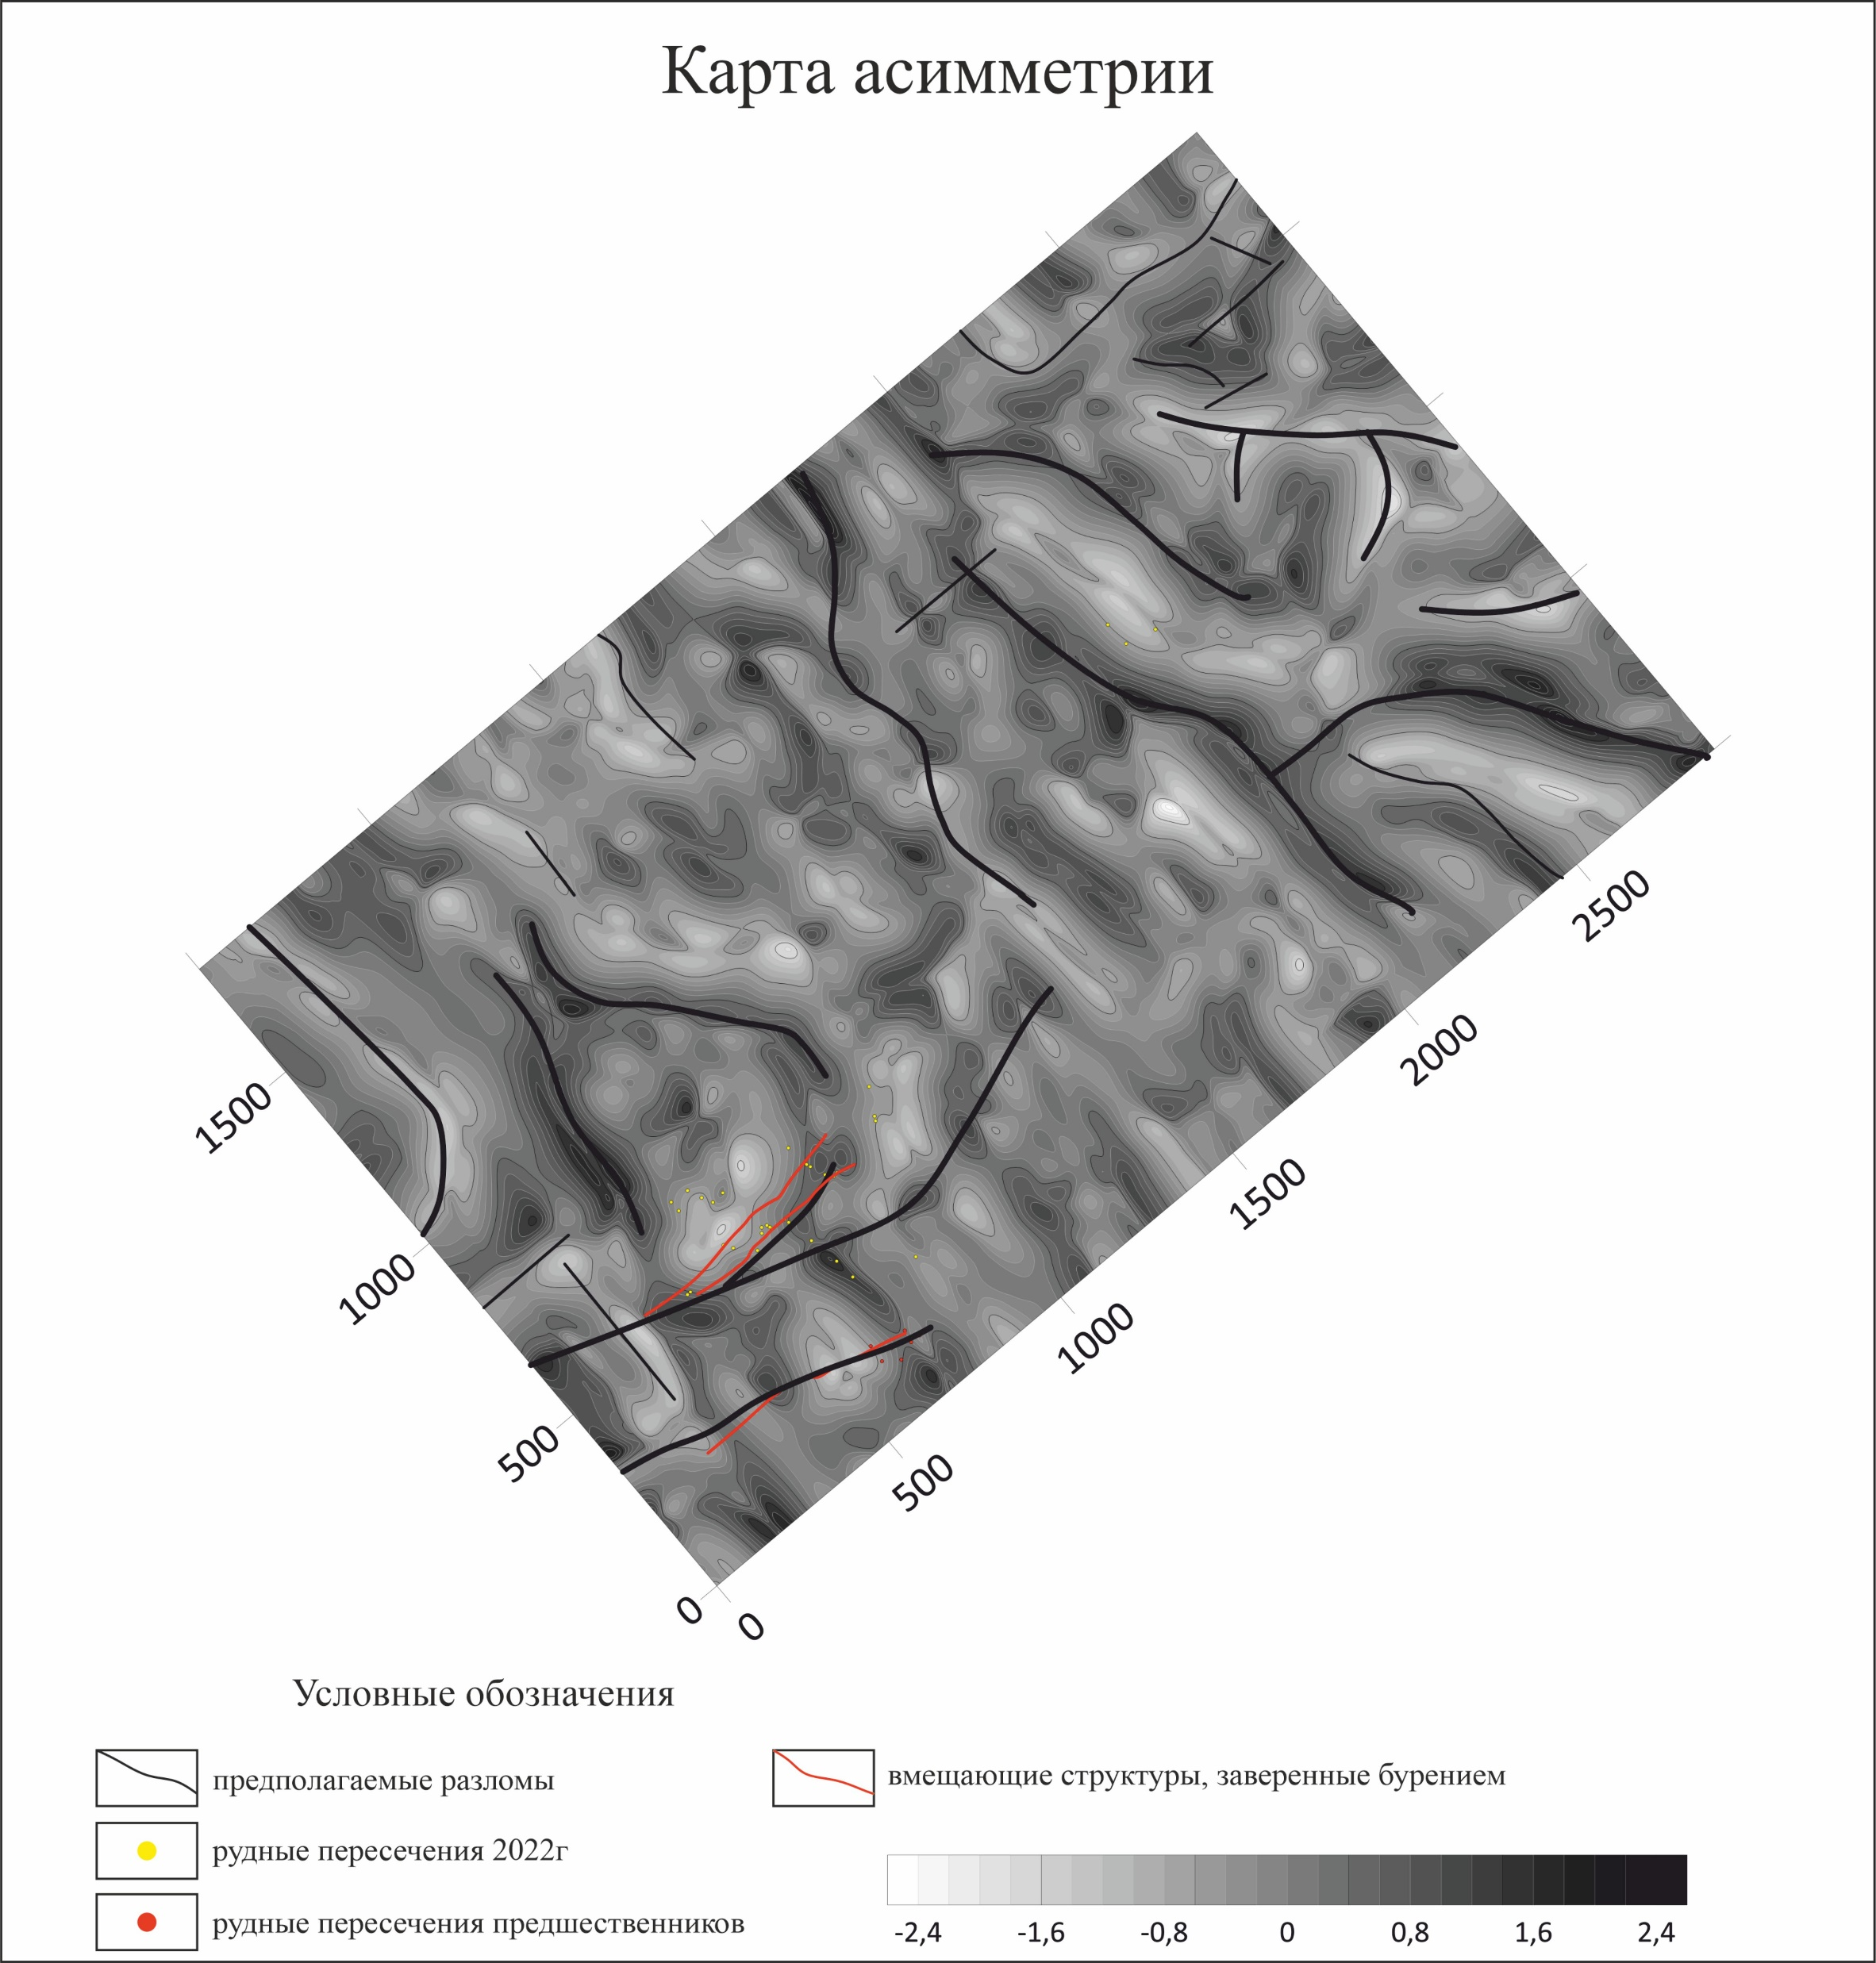 Карта асимметрии
1500
1000
500
0
0
500
1000
1500
2000
2500
Условные обозначения
предполагаемые разломы
рудные пересечения 2022г
рудные пересечения предшественников
вмещающие структуры, заверенные бурением
-2,4 -1,6 -0,8 0 0,8 1,6 2,4